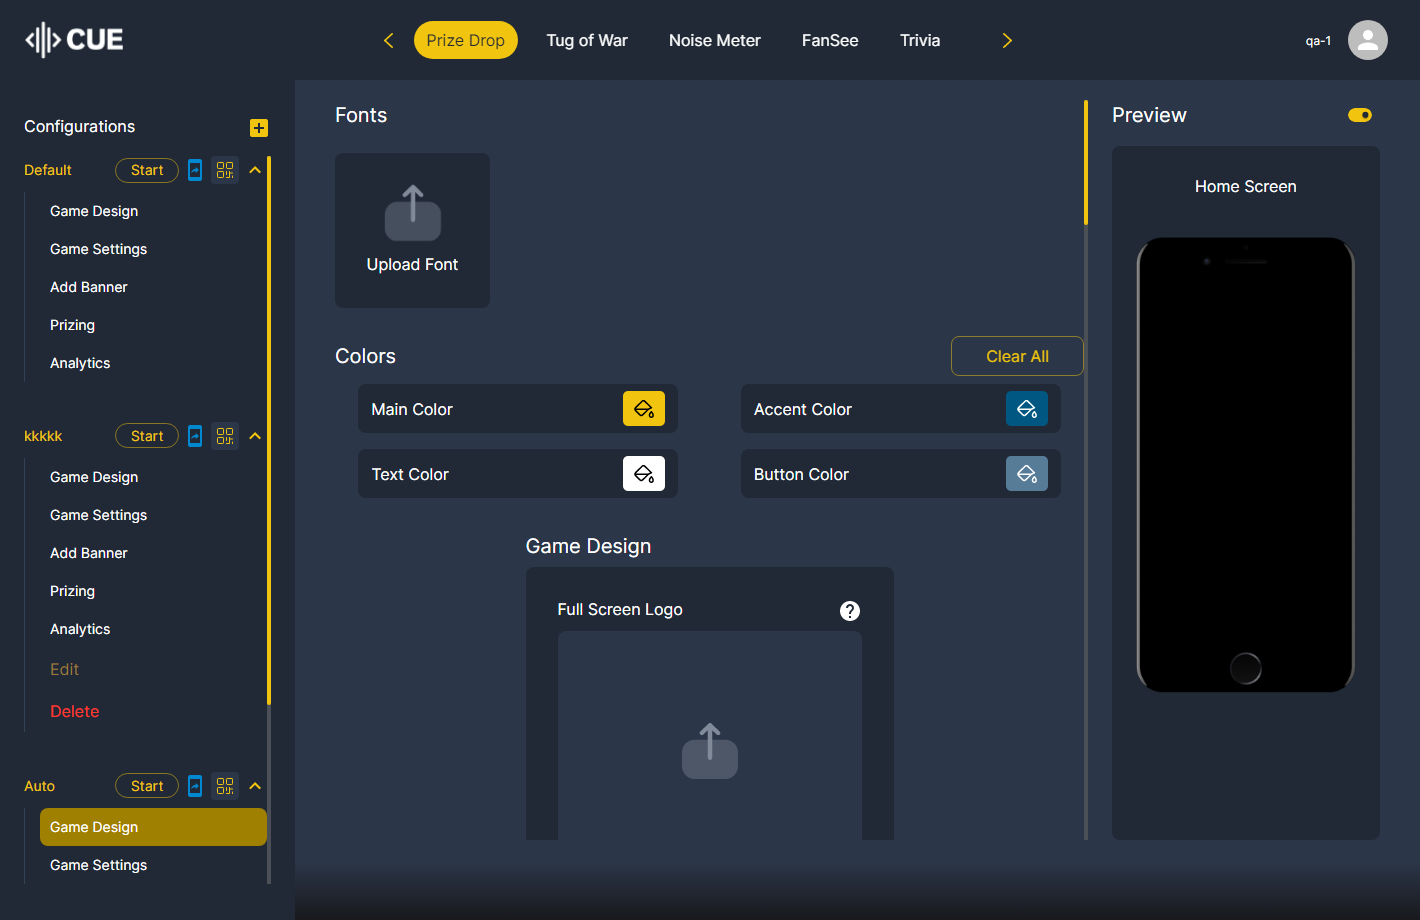 CUE
Prize Drop
Tug of War
Noise Meter
FanSee
Trivia
qa-1
Configurations
Default
Start
Game Design
Game Settings
Add Banner
Prizing
Analytics
kkkkk
Start
Game Design
Game Settings
Add Banner
Prizing
Analytics
Edit
Delete
Auto
Start
Game Design
Game Settings
Fonts
Upload Font
Colors
Clear All
Main Color
Accent Color
Text Color
Button Color
Game Design
Full Screen Logo
?
Preview
Home Screen